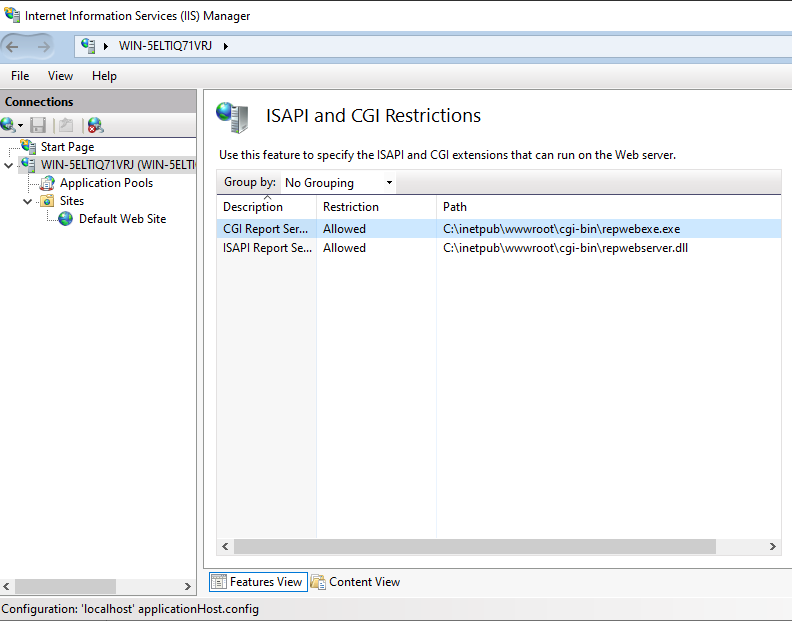 Internet Information Services (IIS) Manager
WIN-5ELTIQ71VRJ
File View Help
Connections
Start Page
WIN-5ELTIQ71VRJ (WIN-5ELTI
Application Pools
Sites
Default Web Site
ISAPI and CGI Restrictions
Use this feature to specify the ISAPI and CGI extensions that can run on the Web server.
Group by: No Grouping
Description Restriction Path
CGI Report Ser... Allowed C:\inetpub\wwwroot\cgi-bin\repwebexe.exe
ISAPI Report Se... Allowed C:\inetpub\wwwroot\cgi-bin\repwebserver.dll
Features View Content View
Configuration: 'localhost' applicationHost.config